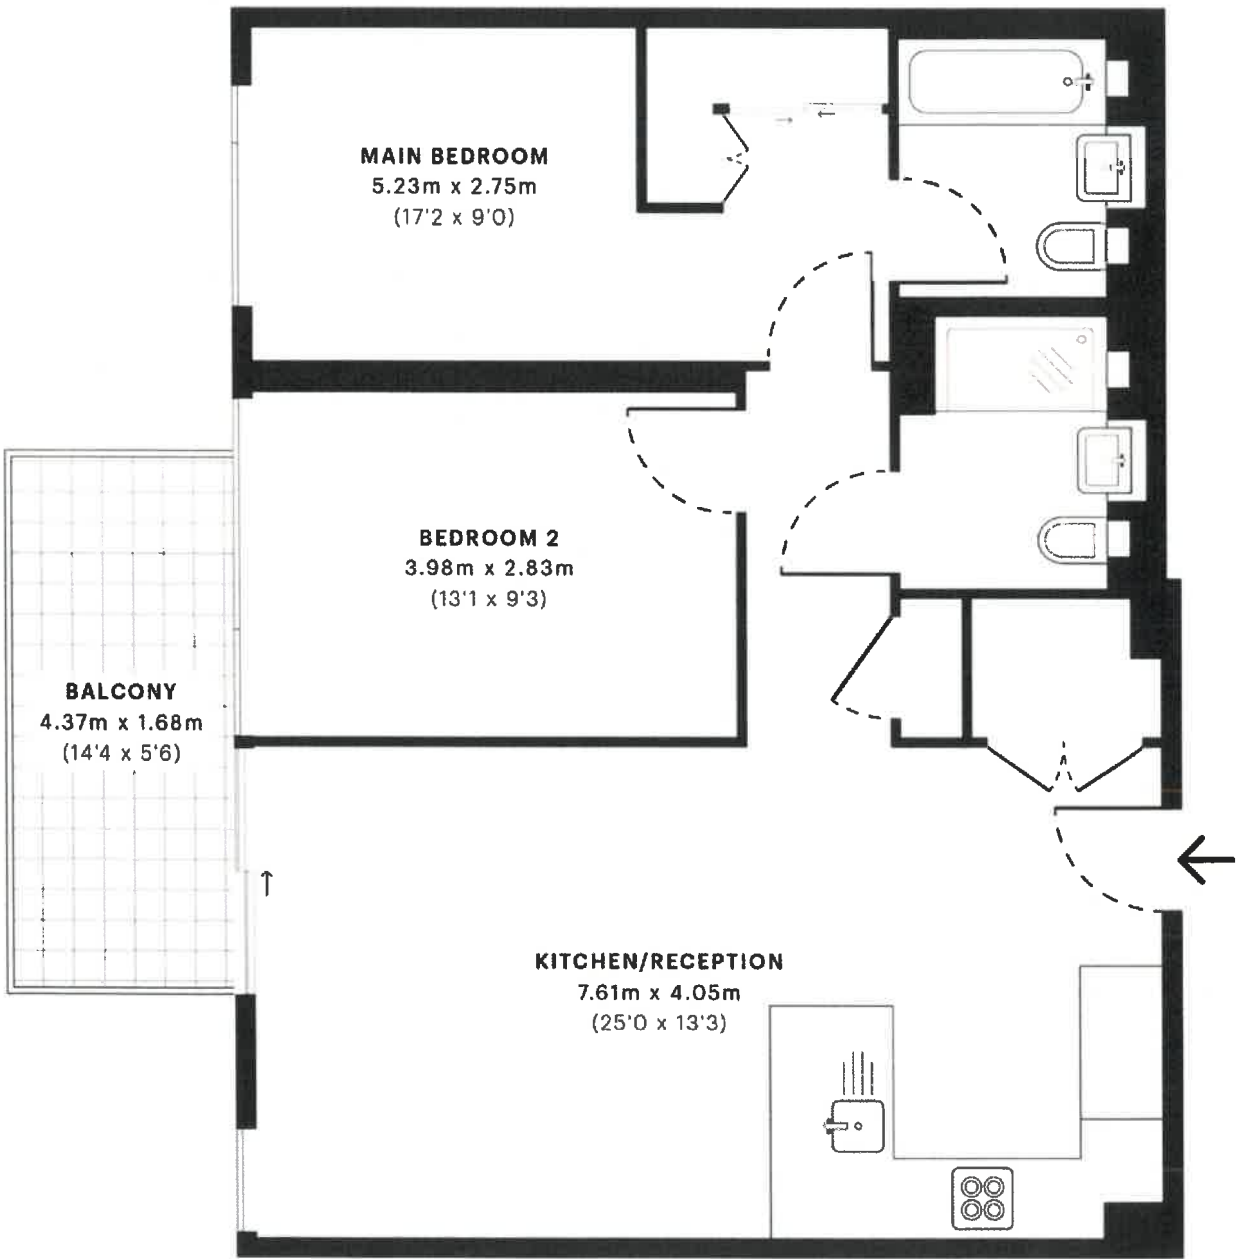 MAIN BEDROOM
5.23m x 2.75m
(17'2 x 9'0)
BEDROOM 2
3.98m x 2.83m
(13'1 x 9'3)
BALCONY
4.37m x 1.68m
(14'4 x 5'6)
KITCHEN/RECEPTION
7.61m x 4.05m
(25'0 x 13'3)